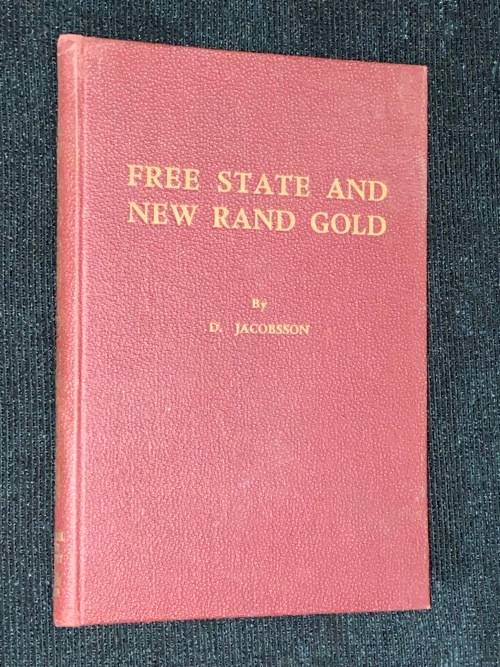 FREE STATE AND
NEW RAND GOLD
By
D. JACOBSSON